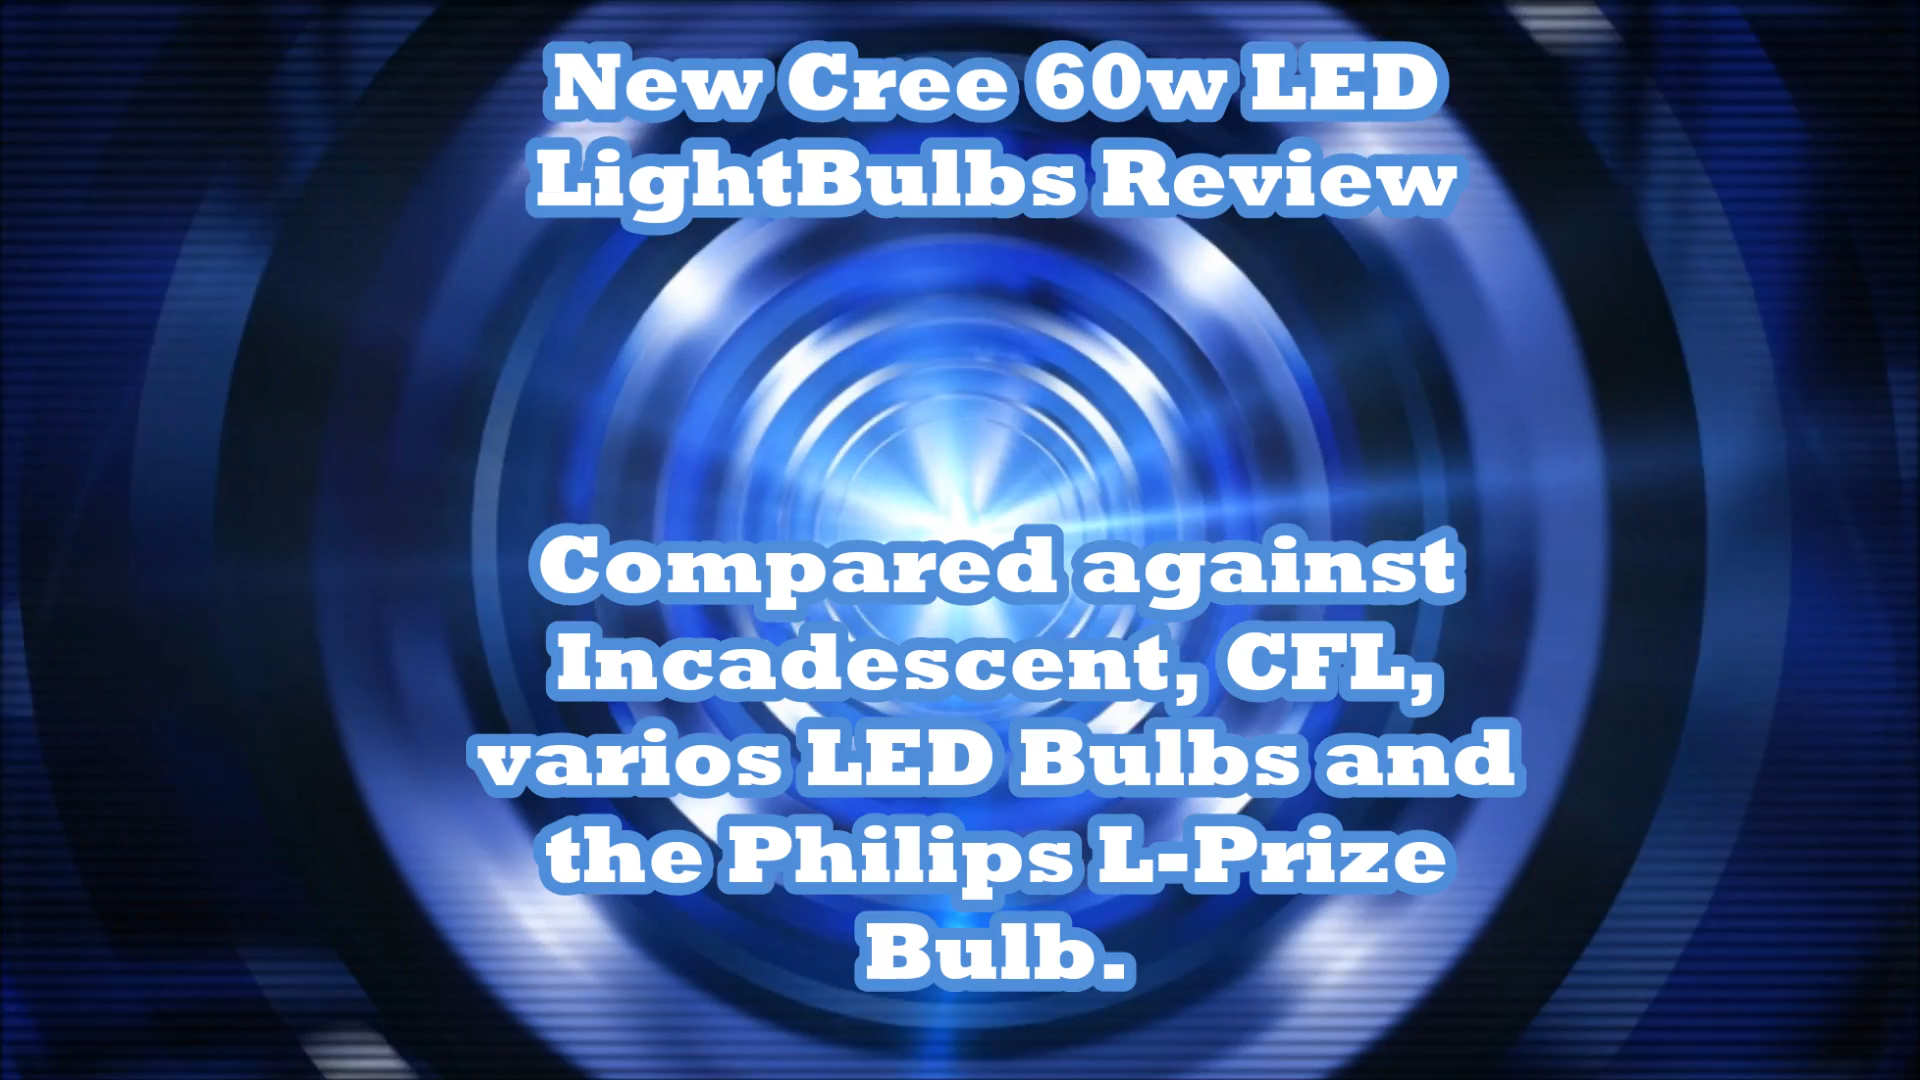 New Cree 60w LED
LightBulbs Review
Compared against
Incadescent, CFL,
varios LED Bulbs and
the Philips L-Prize
Bulb.